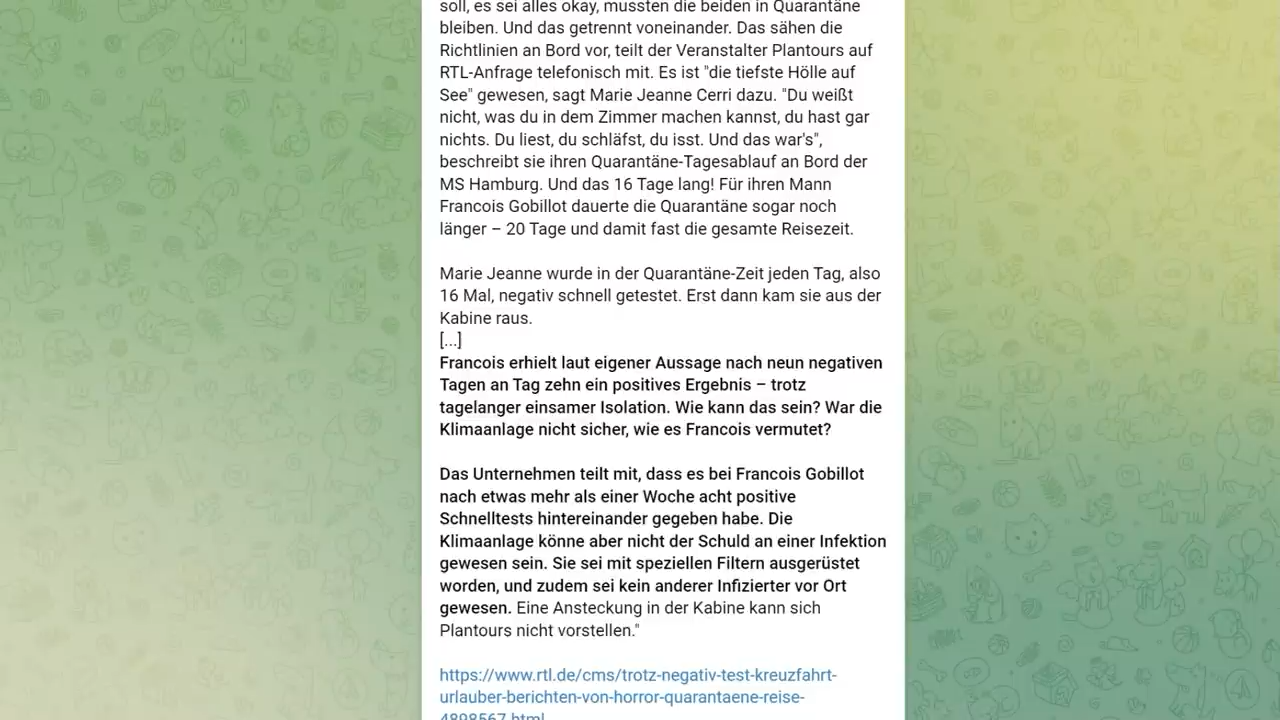 soll, es sei alles okay, mussten die beiden in Quarantäne
bleiben. Und das getrennt voneinander. Das sähen die
Richtlinien an Bord vor, teilt der Veranstalter Plantours auf
RTL-Anfrage telefonisch mit. Es ist "die tiefste Hölle auf
See" gewesen, sagt Marie Jeanne Cerri dazu. "Du weißt
nicht, was du in dem Zimmer machen kannst, du hast gar
nichts. Du liest, du schläfst, du isst. Und das war's",
beschreibt sie ihren Quarantäne-Tagesablauf an Bord der
MS Hamburg. Und das 16 Tage lang! Für ihren Mann
Francois Gobillot dauerte die Quarantäne sogar noch
länger – 20 Tage und damit fast die gesamte Reisezeit.
Marie Jeanne wurde in der Quarantäne-Zeit jeden Tag, also
16 Mal, negativ schnell getestet. Erst dann kam sie aus der
Kabine raus.
[...]
Francois erhielt laut eigener Aussage nach neun negativen
Tagen an Tag zehn ein positives Ergebnis – trotz
tagelanger einsamer Isolation. Wie kann das sein? War die
Klimaanlage nicht sicher, wie es Francois vermutet?
Das Unternehmen teilt mit, dass es bei Francois Gobillot
nach etwas mehr als einer Woche acht positive
Schnelltests hintereinander gegeben habe. Die
Klimaanlage könne aber nicht der Schuld an einer Infektion
gewesen sein. Sie sei mit speziellen Filtern ausgerüstet
worden, und zudem sei kein anderer Infizierter vor Ort
gewesen. Eine Ansteckung in der Kabine kann sich
Plantours nicht vorstellen."
https://www.rtl.de/cms/trotz-negativ-test-kreuzfahrt-
urlauber-berichten-von-horror-quarantaene-reise-
4898567.html